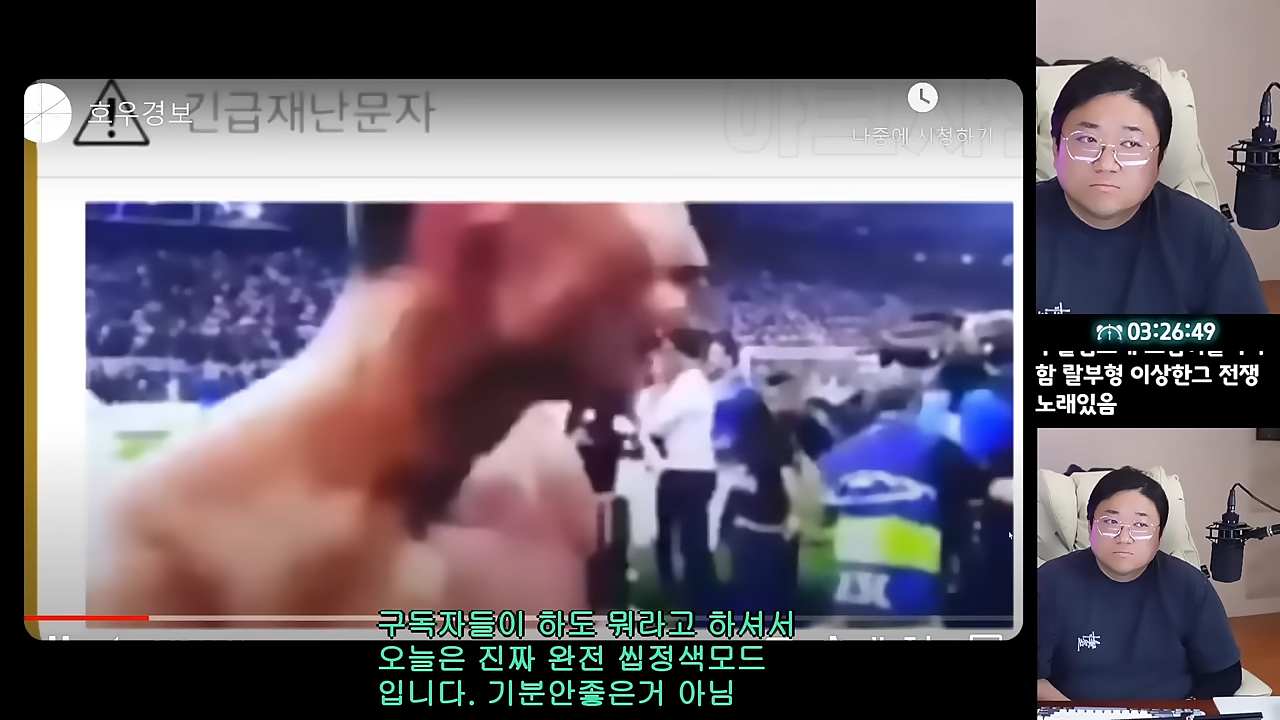 긴급재난문자
호우경보
나중에 시청하기
03:26:49
함 랄부형 이상한그 전쟁
노래있음
구독자들이 하도 뭐라고 하셔서
오늘은 진짜 완전 씹정색모드
입니다. 기분안좋은거 아님